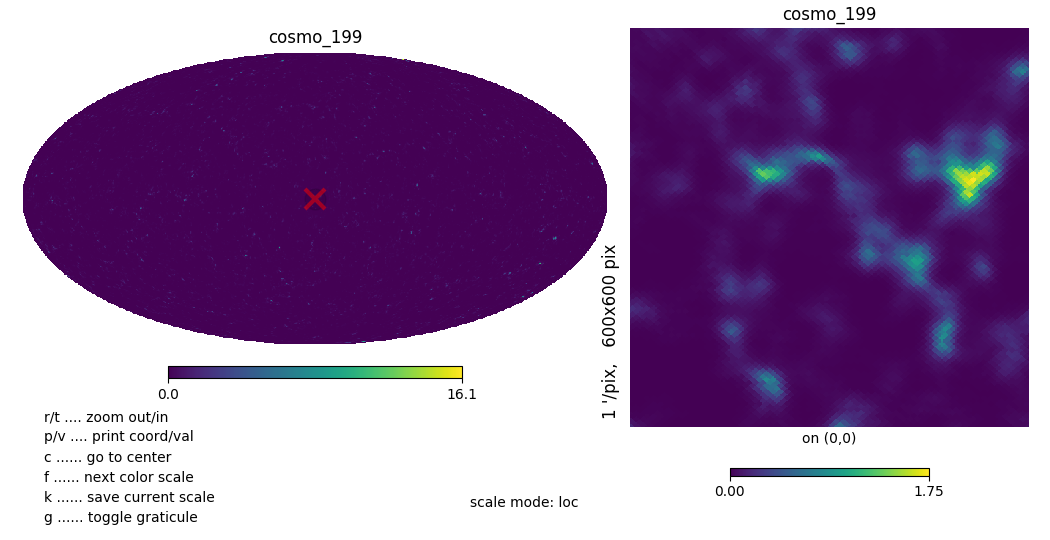 cosmo_199
0.0 16.1
r/t .... zoom out/in
p/v .... print coord/val
c ...... go to center
f ...... next color scale
k ...... save current scale
g ...... toggle graticule
scale mode: loc
cosmo_199
1 '/pix, 600x600 pix
on (0,0)
0.00 1.75